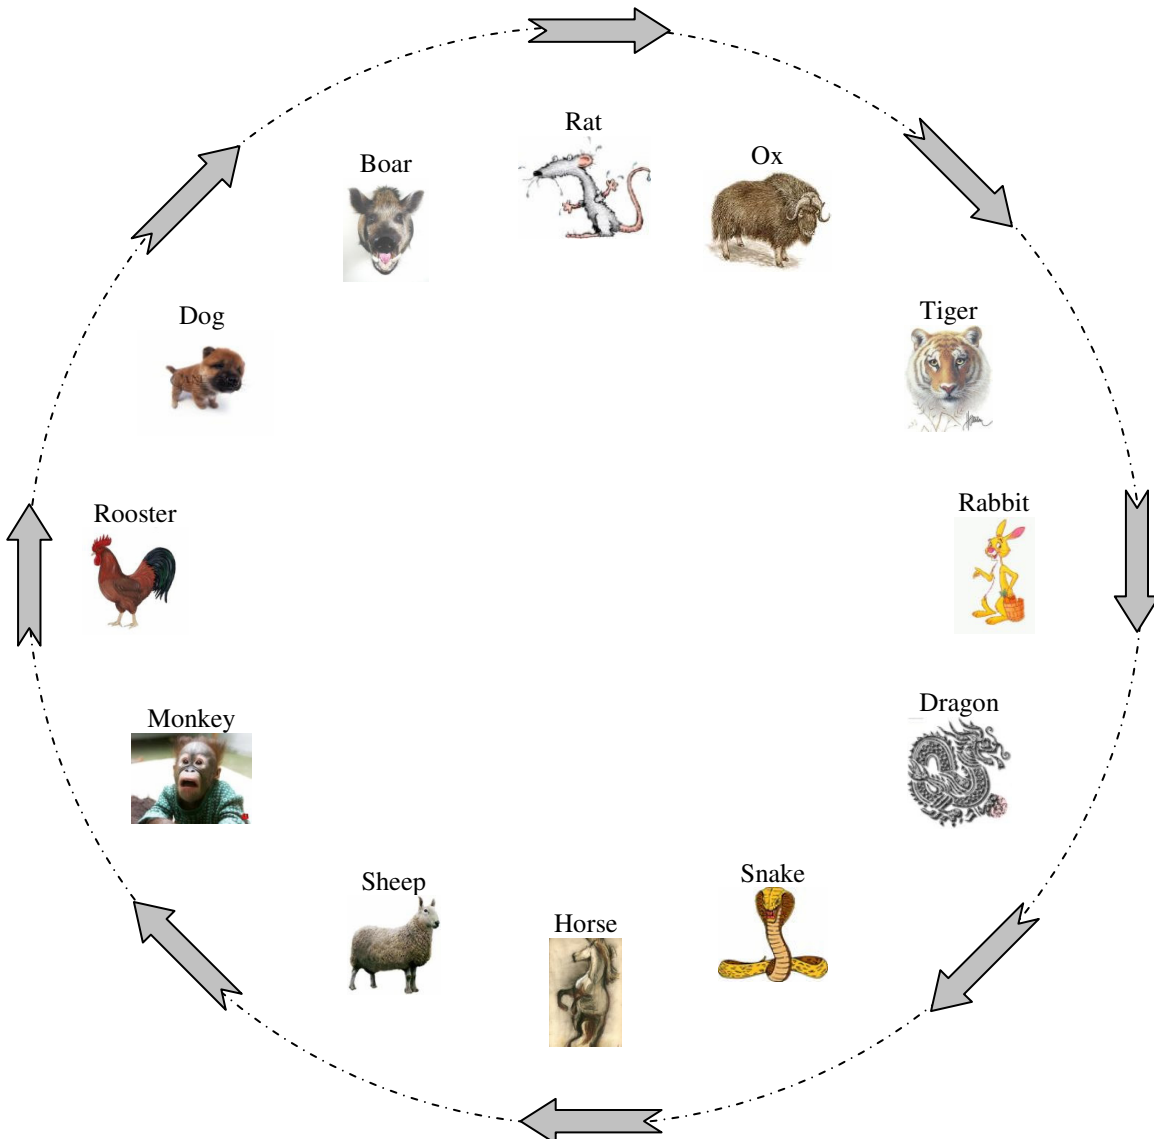 Rat
Ox
Boar
Tiger
Dog
Rabbit
Rooster
Dragon
Monkey
Snake
Sheep
Horse